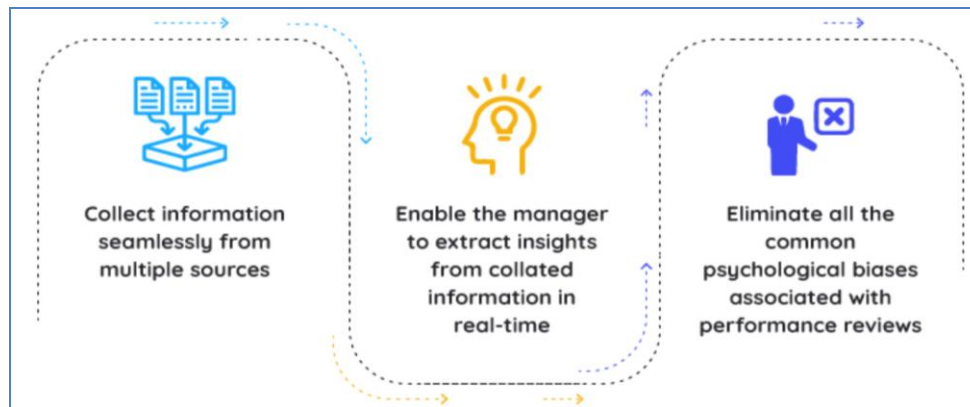 Collect information
seamlessly from
multiple sources
Enable the manager
to extract insights
from collated
information in
real-time
Eliminate all the
common
psychological biases
associated with
performance reviews